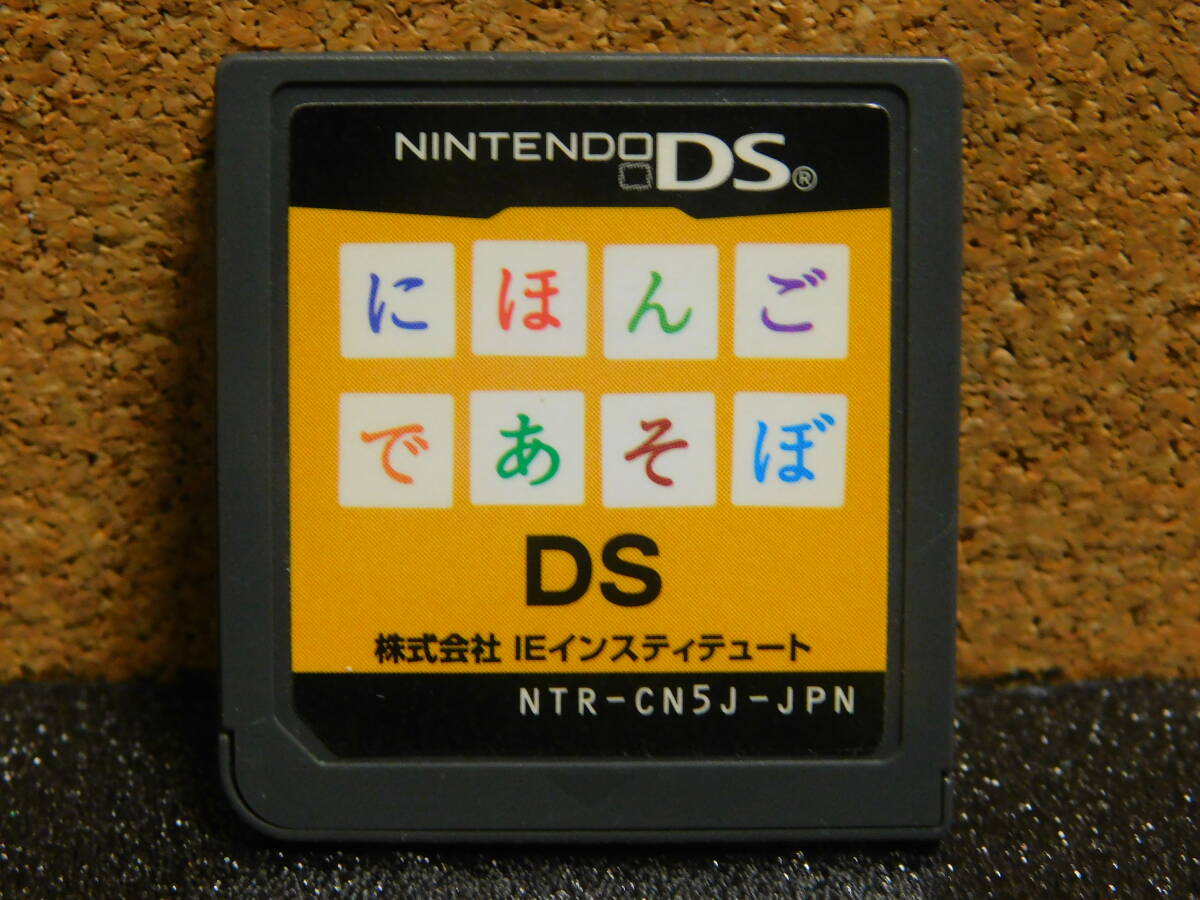 NINTENDO DS®
にほんご
であそぼ
DS
株式会社 IEインスティテュート
NTR-CN5J-JPN